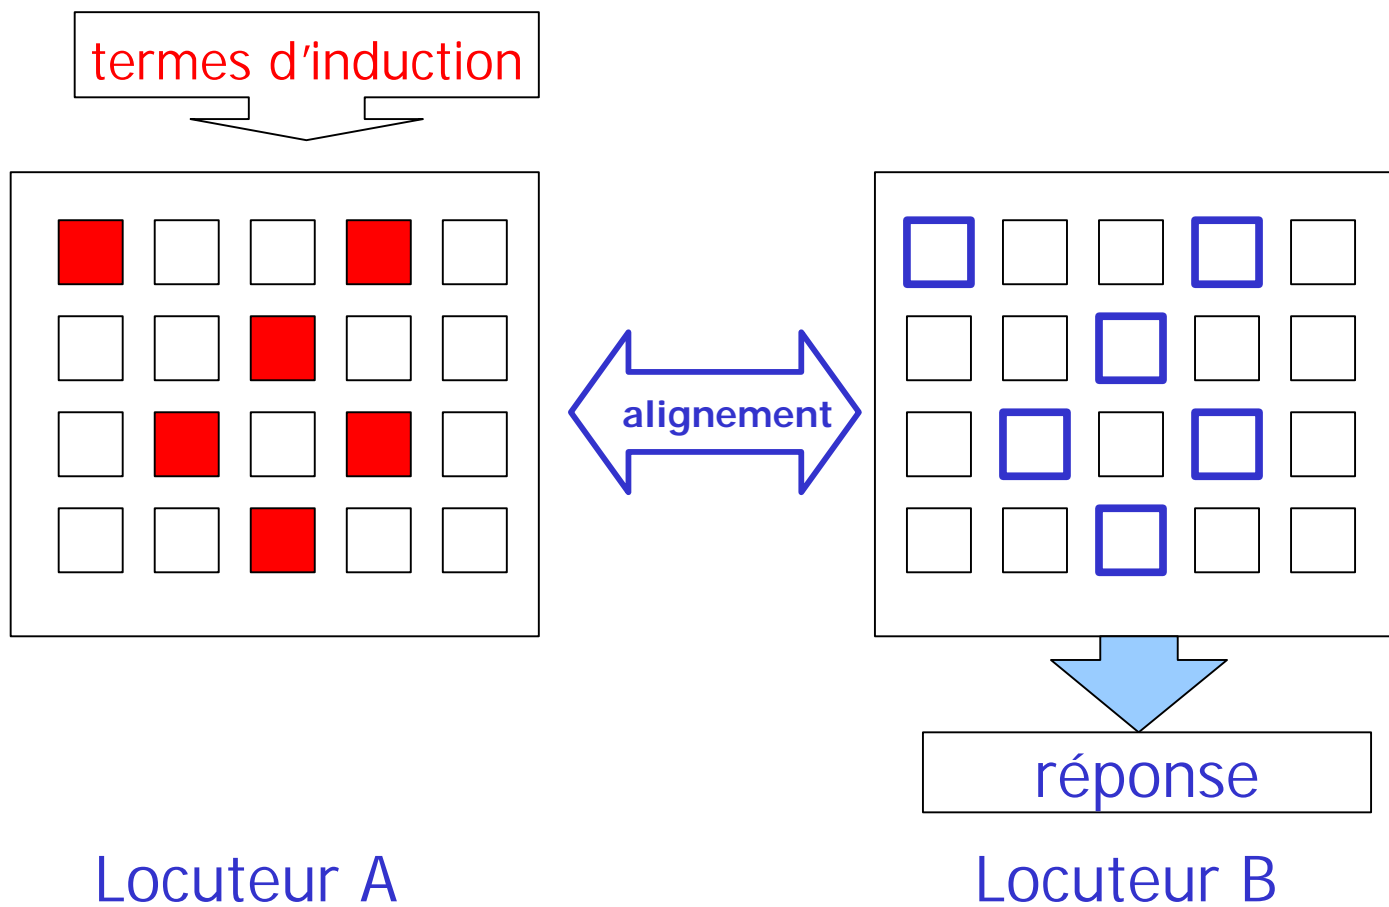 termes d'induction
alignement
réponse
Locuteur A
Locuteur B